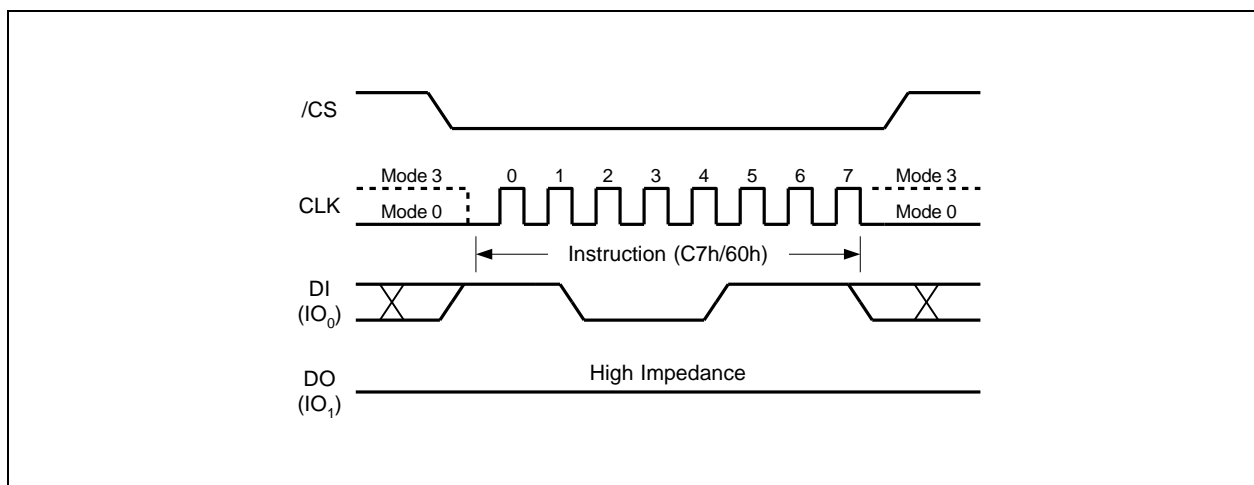 /CS
Mode 3 0 1 2 3 4 5 6 7 Mode 3
CLK
Mode 0 Mode 0
Instruction (C7h/60h)
DI
(IO0)
High Impedance
DO
(IO1)